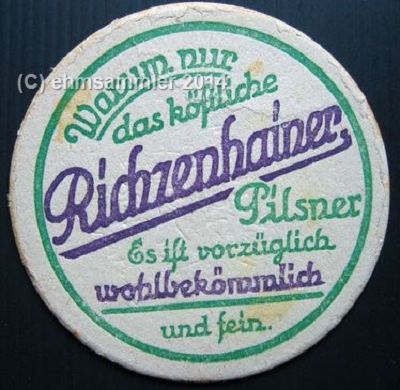 (C) ehmsammler 2014
Warum nur
das köſtliche
Richzenhainer
Pilsner
Es iſt vorzüglich
wohlbekömmlich
und fein.